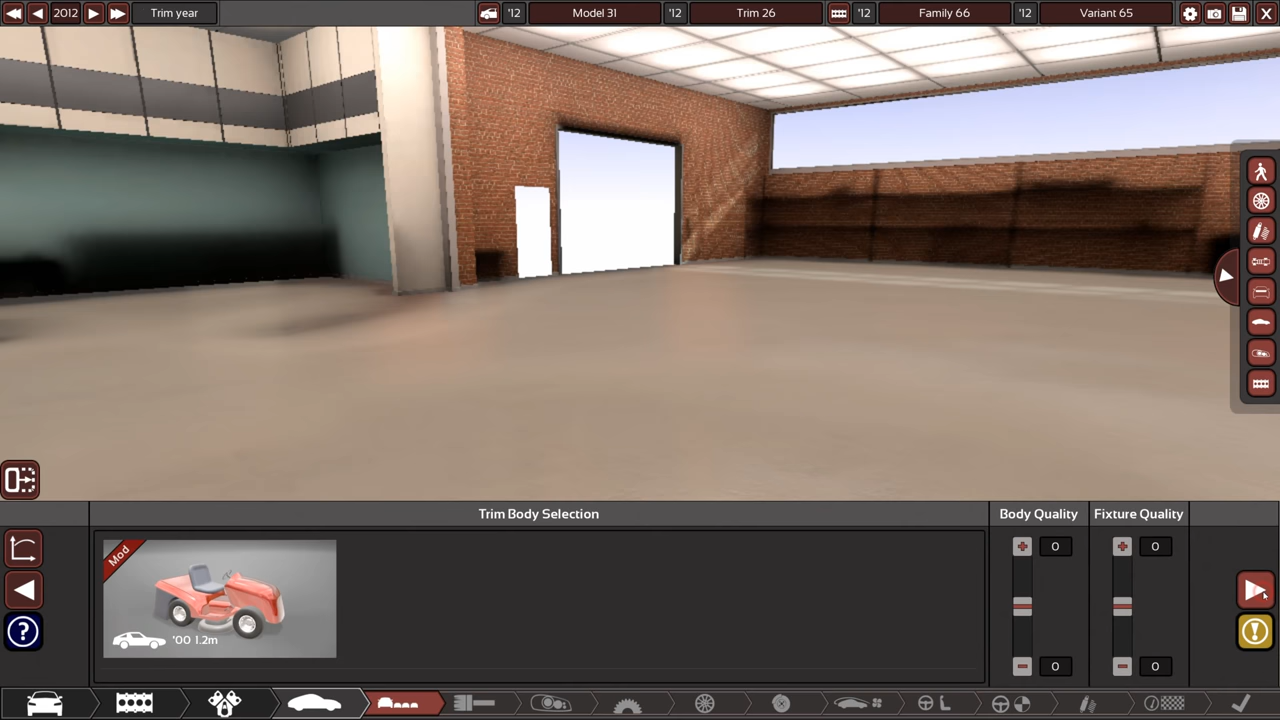 2012 Trim year '12 Model 31 '12 Trim 26 '12 Family 66 '12 Variant 65
Trim Body Selection Body Quality Fixture Quality
Mod
0 0
'00 1.2m
0 0
?